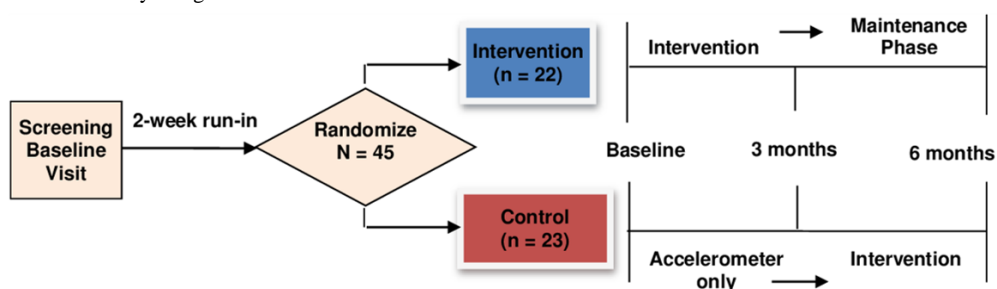 Screening
Baseline
Visit
2-week run-in
Randomize
N = 45
Intervention
(n = 22)
Control
(n = 23)
Intervention
Maintenance
Phase
Baseline
3 months
6 months
Accelerometer
only
Intervention